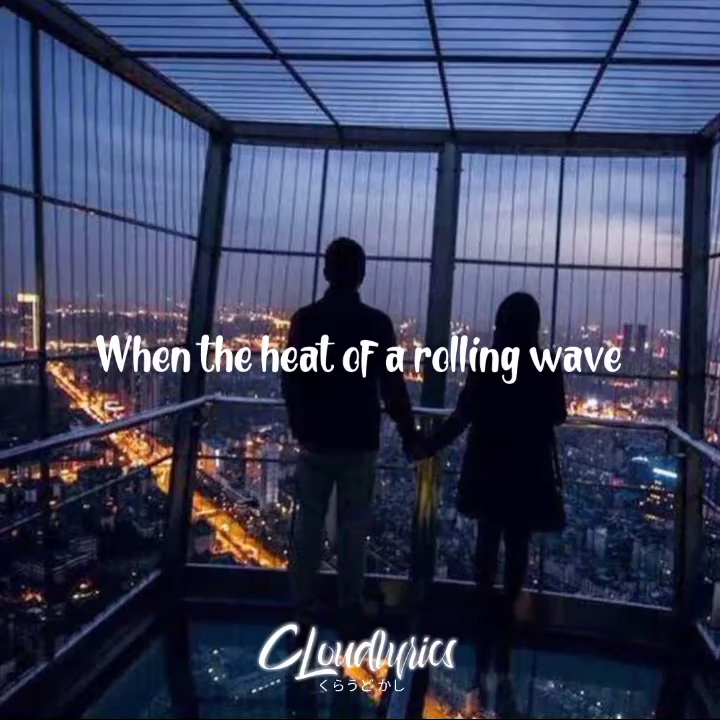 When the heat of a rolling wave
CLoudlyrics
くらうど かし